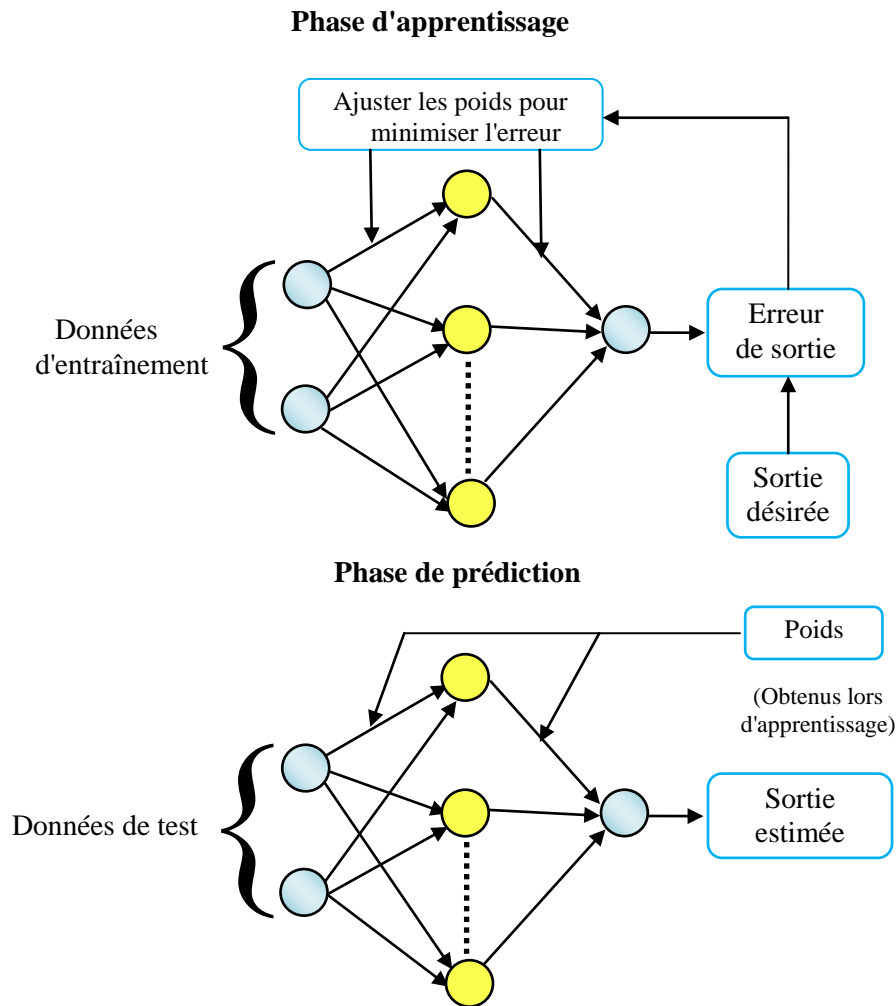 Phase d'apprentissage
Ajuster les poids pour
minimiser l'erreur
Données
d'entraînement
Erreur
de sortie
Sortie
désirée
Phase de prédiction
Poids
(Obtenus lors
d'apprentissage)
Données de test
Sortie
estimée